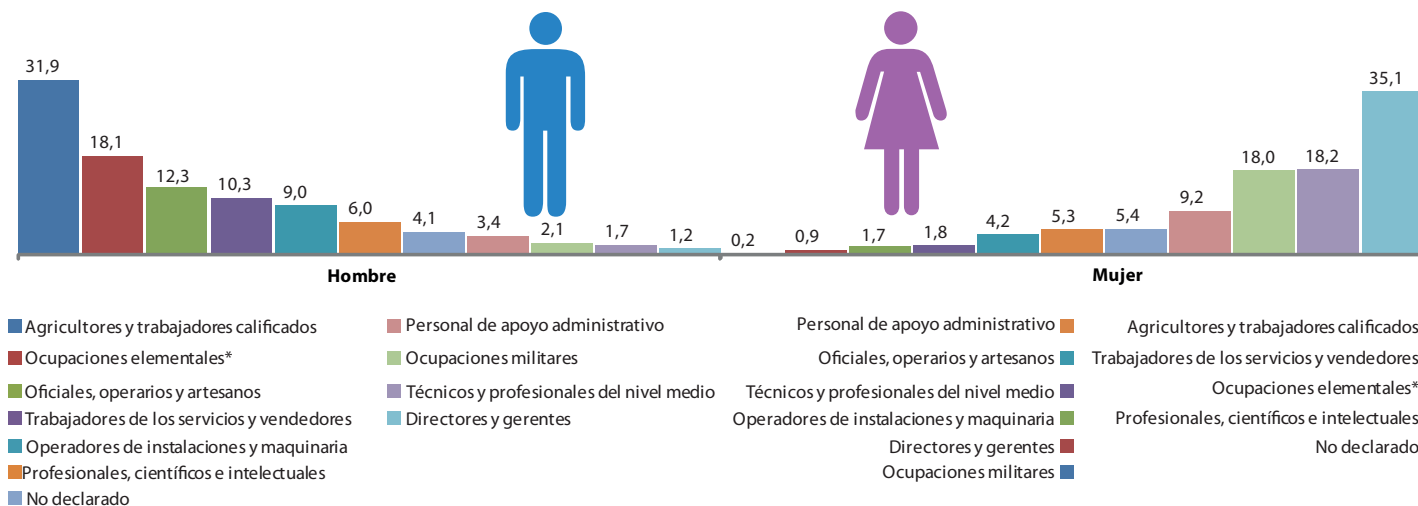 31,9
18,1
12,3
10,3
9,0
6,0
4,1
3,4
2,1
1,7
1,2
0,2
0,9
1,7
1,8
4,2
5,3
5,4
9,2
18,0
18,2
35,1
Hombre
Mujer
Agricultores y trabajadores calificados
Ocupaciones elementales*
Oficiales, operarios y artesanos
Trabajadores de los servicios y vendedores
Operadores de instalaciones y maquinaria
Profesionales, científicos e intelectuales
No declarado
Personal de apoyo administrativo
Ocupaciones militares
Técnicos y profesionales del nivel medio
Directores y gerentes
Personal de apoyo administrativo
Oficiales, operarios y artesanos
Técnicos y profesionales del nivel medio
Operadores de instalaciones y maquinaria
Directores y gerentes
Ocupaciones militares
Agricultores y trabajadores calificados
Trabajadores de los servicios y vendedores
Ocupaciones elementales*
Profesionales, científicos e intelectuales
No declarado